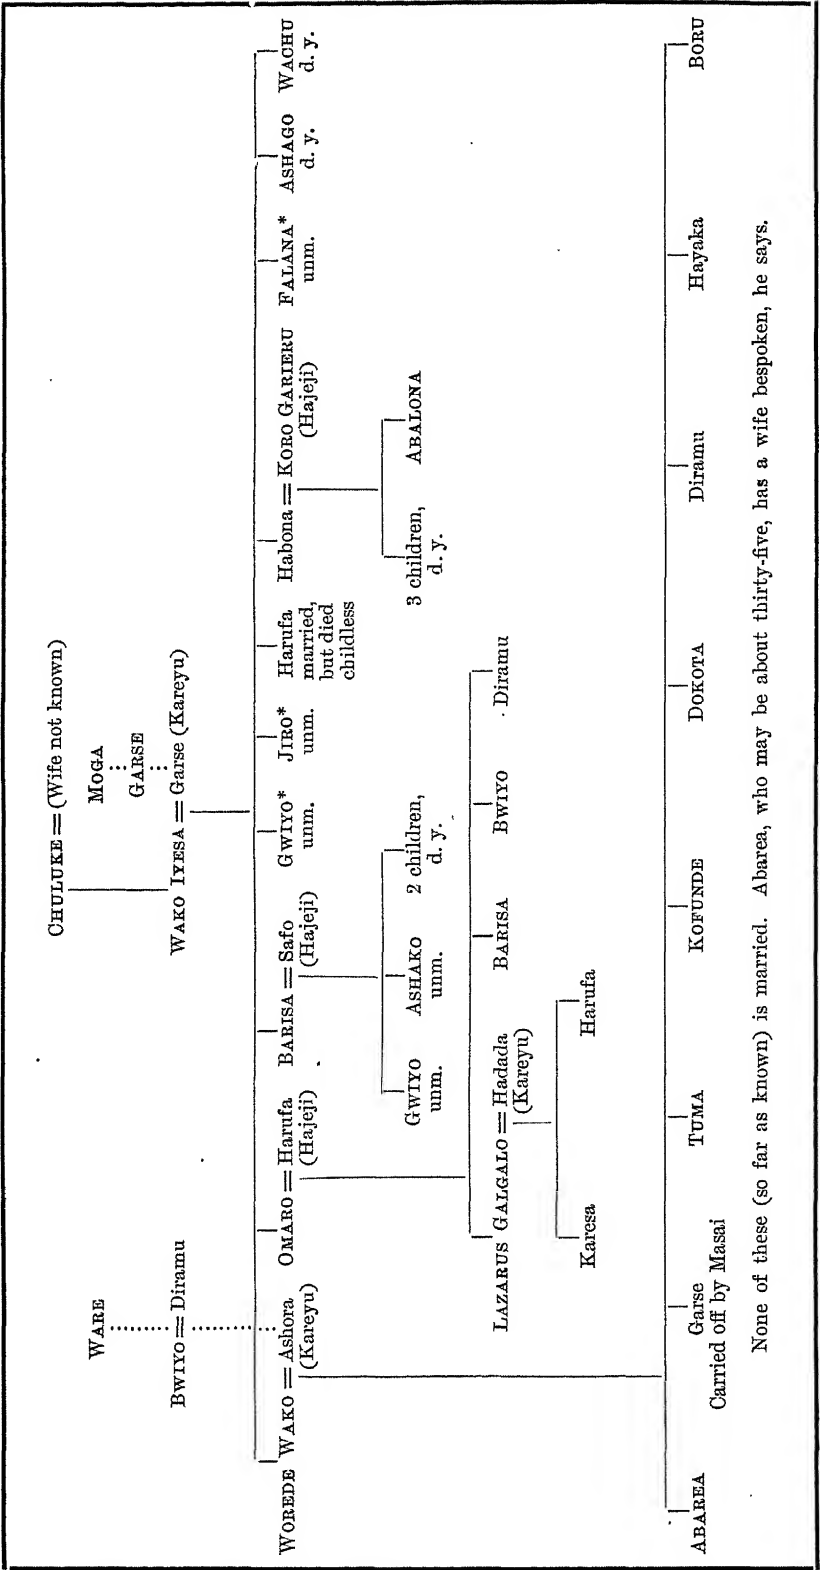 CHULUKE = (Wife not known)
WARE
MOGA
GARSE
BWIYO = Diramu
WAKO IYESA = Garse (Kareyu)
WOREDE WAKO = Ashora
(Kareyu)
OMARO = Harufa
(Hajeji)
BARISA = Safo
(Hajeji)
GWIYO*
unm.
JIRO*
unm.
Harufa
married,
but died
childless
Habona = KORO GARIERU
(Hajeji)
FALANA*
unm.
ASHAGO
d. y.
WACHU
d. y.
GWIYO
unm.
ASHAKO
unm.
2 children,
d. y.
3 children,
d. y.
ABALONA
LAZARUS GALGALO = Hadada
(Kareyu)
BARISA
BWIYO
Diramu
Karesa
Harufa
ABAREA
Garse
Carried off by Masai
TUMA
KOFUNDE
DOKOTA
Diramu
Hayaka
BORU
None of these (so far as known) is married. Abarea, who may be about thirty-five, has a wife bespoken, he says.